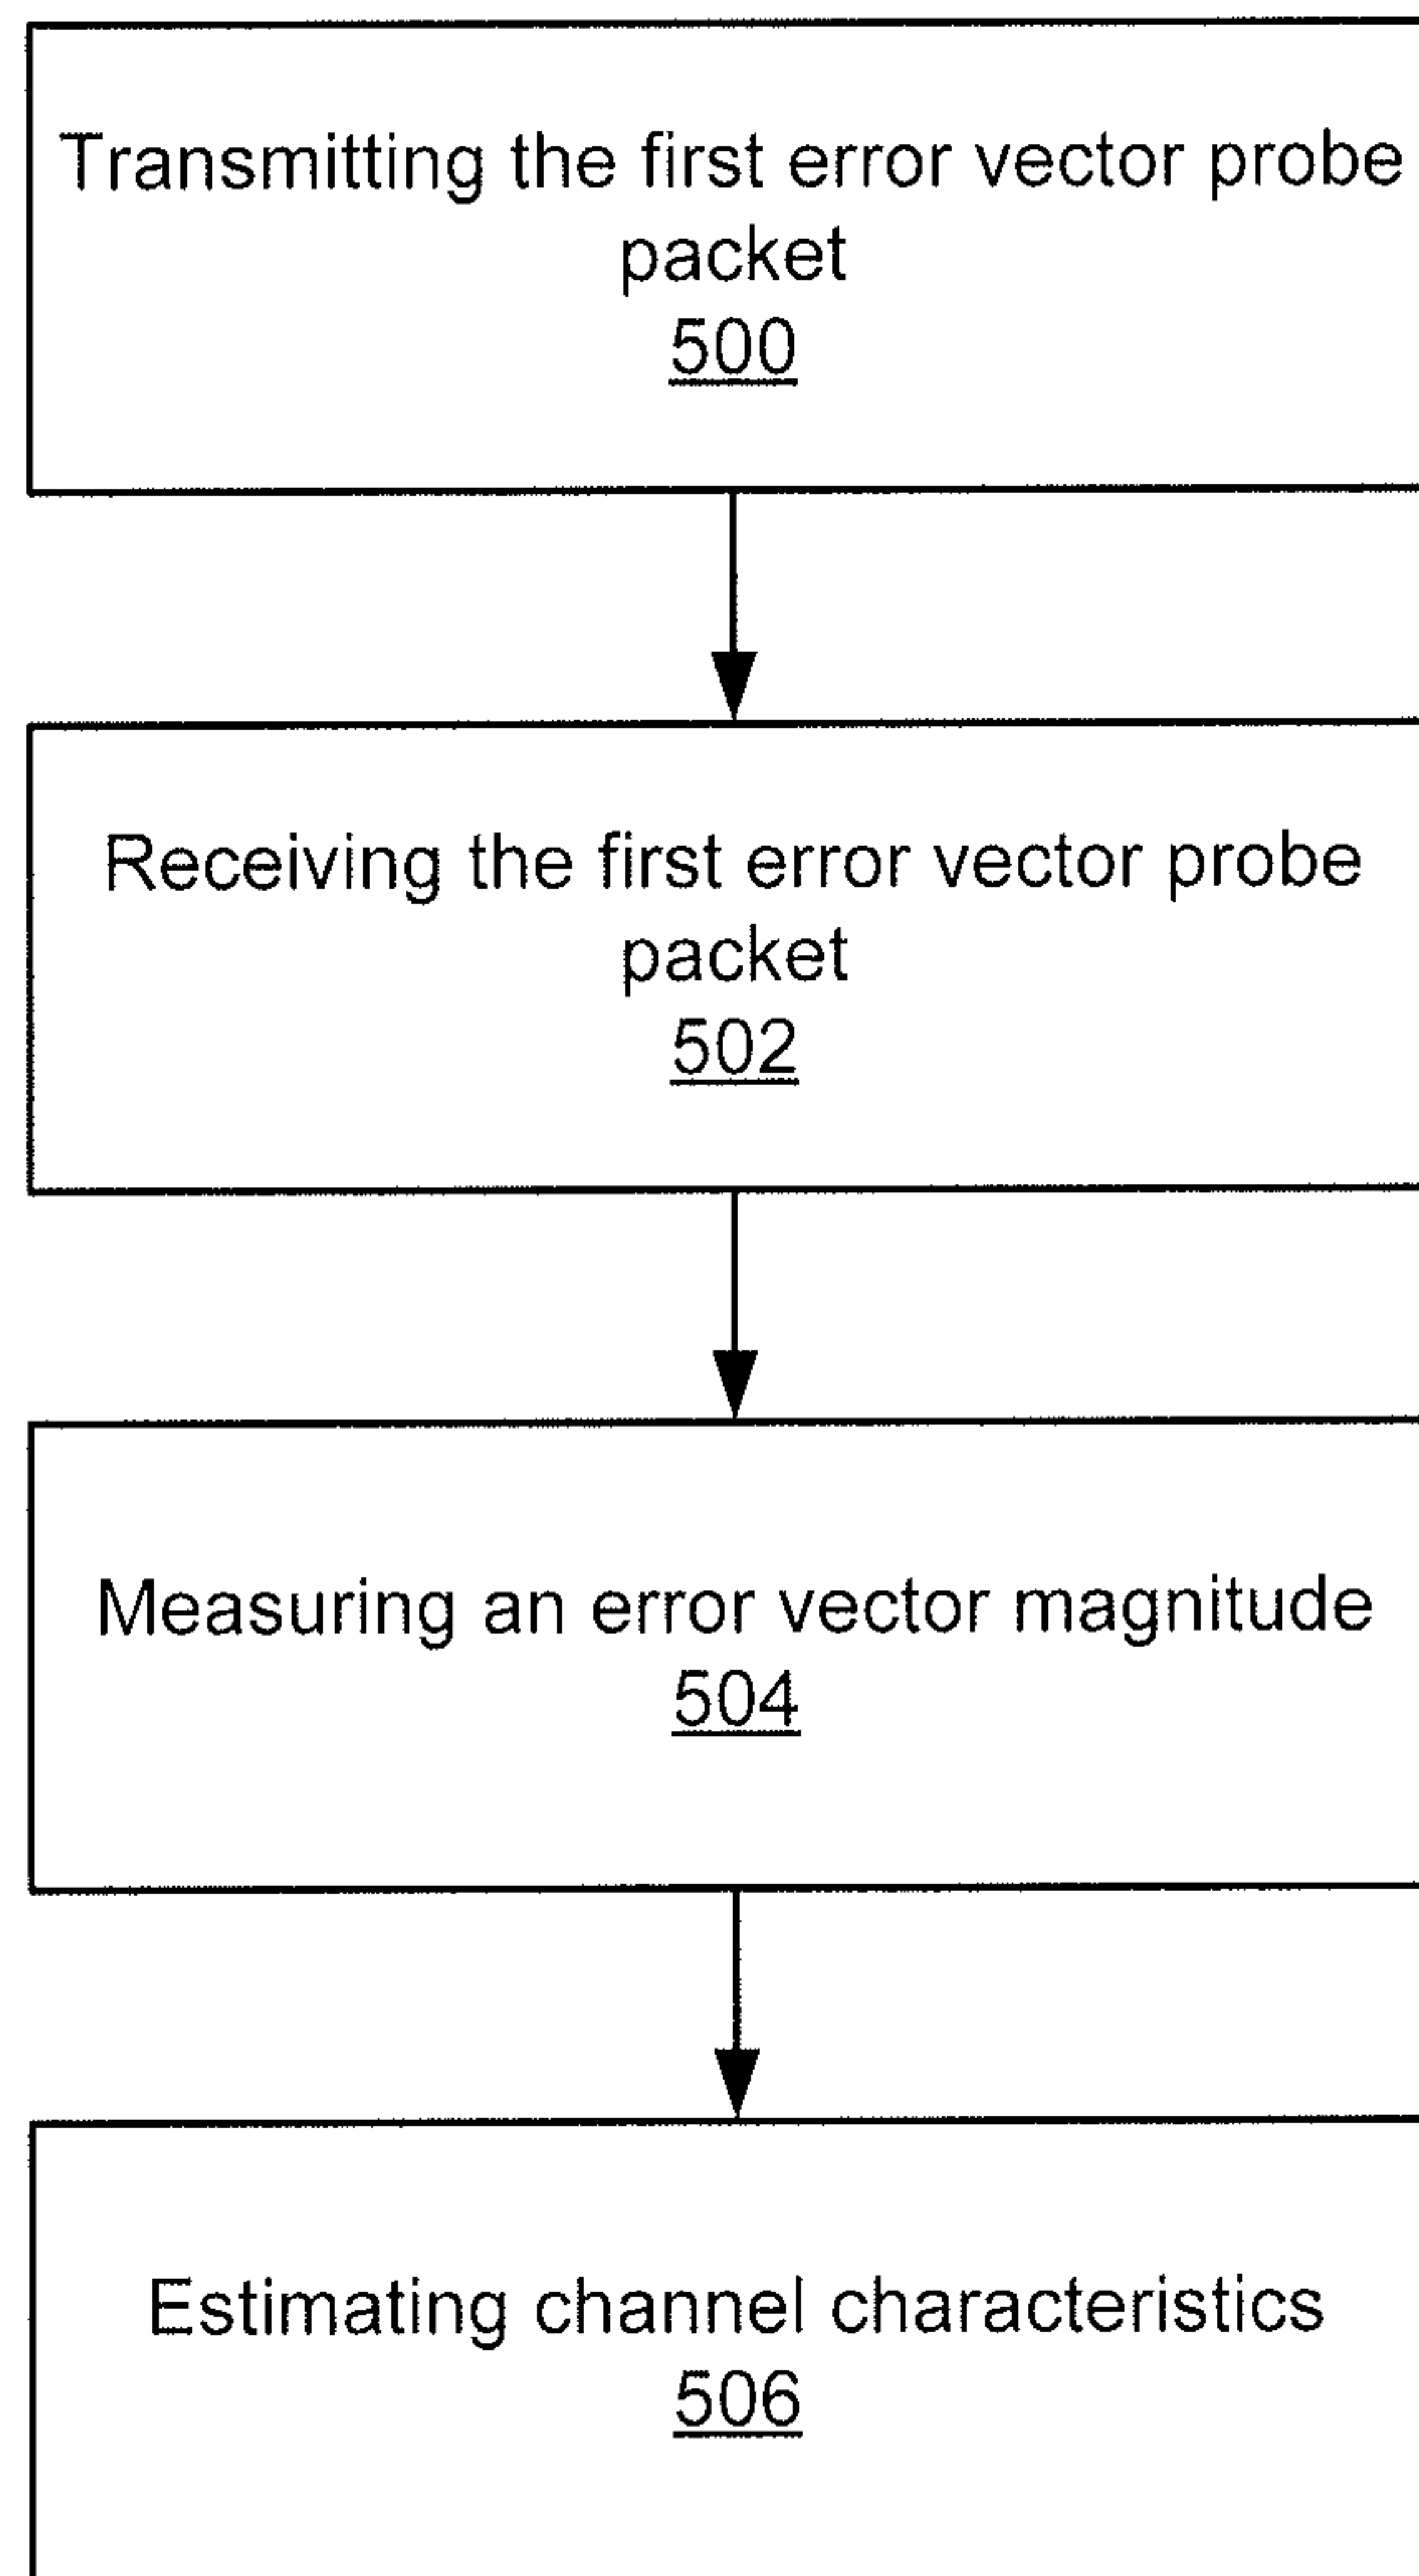 Transmitting the first error vector probe
packet
500
Receiving the first error vector probe
packet
502
Measuring an error vector magnitude
504
Estimating channel characteristics
506